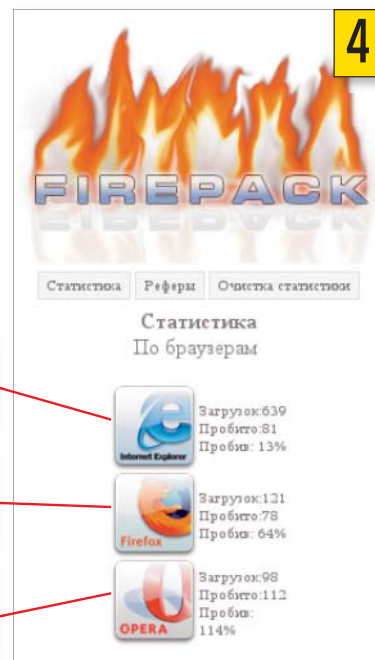 4
FIREPACK
Статистика Реферы Очистка статистики
Статистика
По браузерам
Internet Explorer
Загрузок:639
Пробито:81
Пробив: 13%
Firefox
Загрузок:121
Пробито:78
Пробив: 64%
OPERA
Загрузок:98
Пробито:112
Пробив:
114%